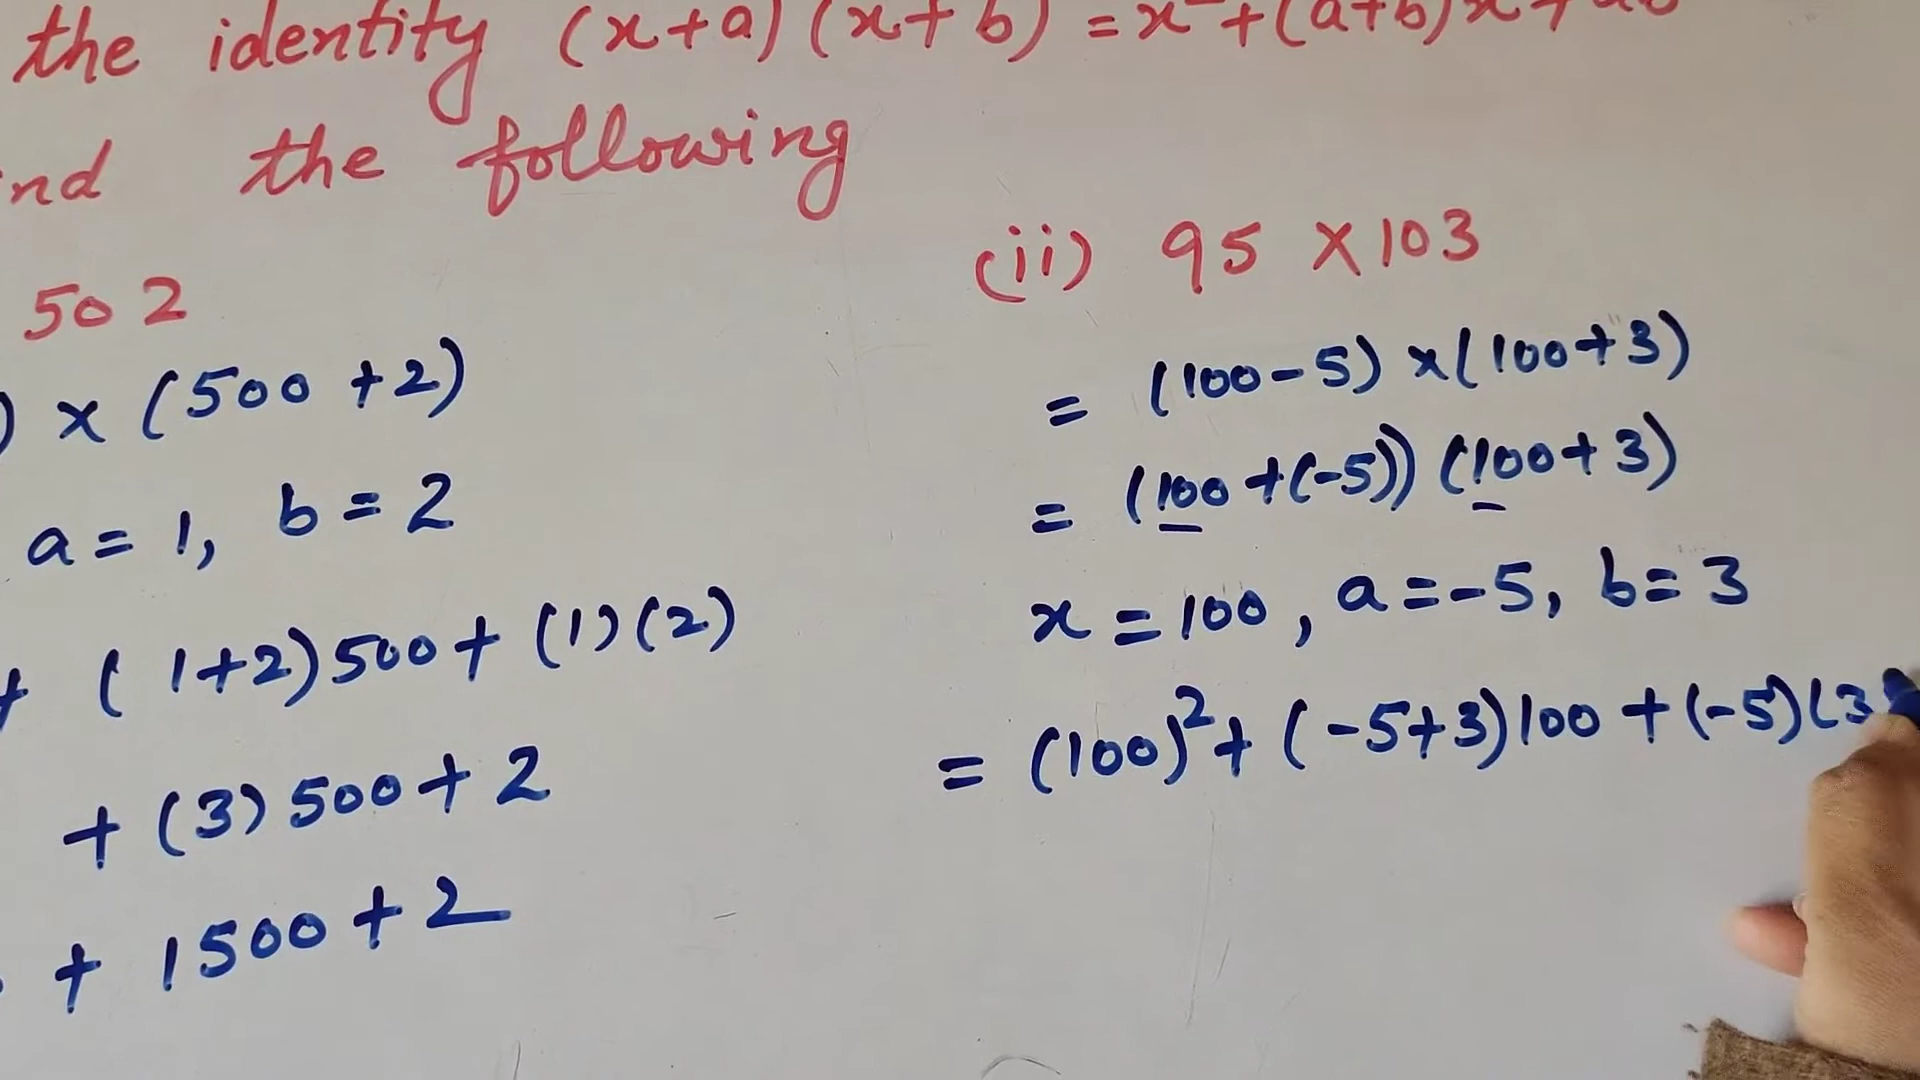 the identity (x+a)(x+b) = x²+(a+b)x+ab
nd the following
502
) x (500+2)
a = 1, b = 2
+ (1+2)500+(1)(2)
+ (3)500+2
+ 1500+2
(ii) 95 x 103
= (100-5) x (100+3)
= (100+(-5)) (100+3)
x = 100, a = -5, b = 3
= (100)²+(-5+3)100+(-5)(3)